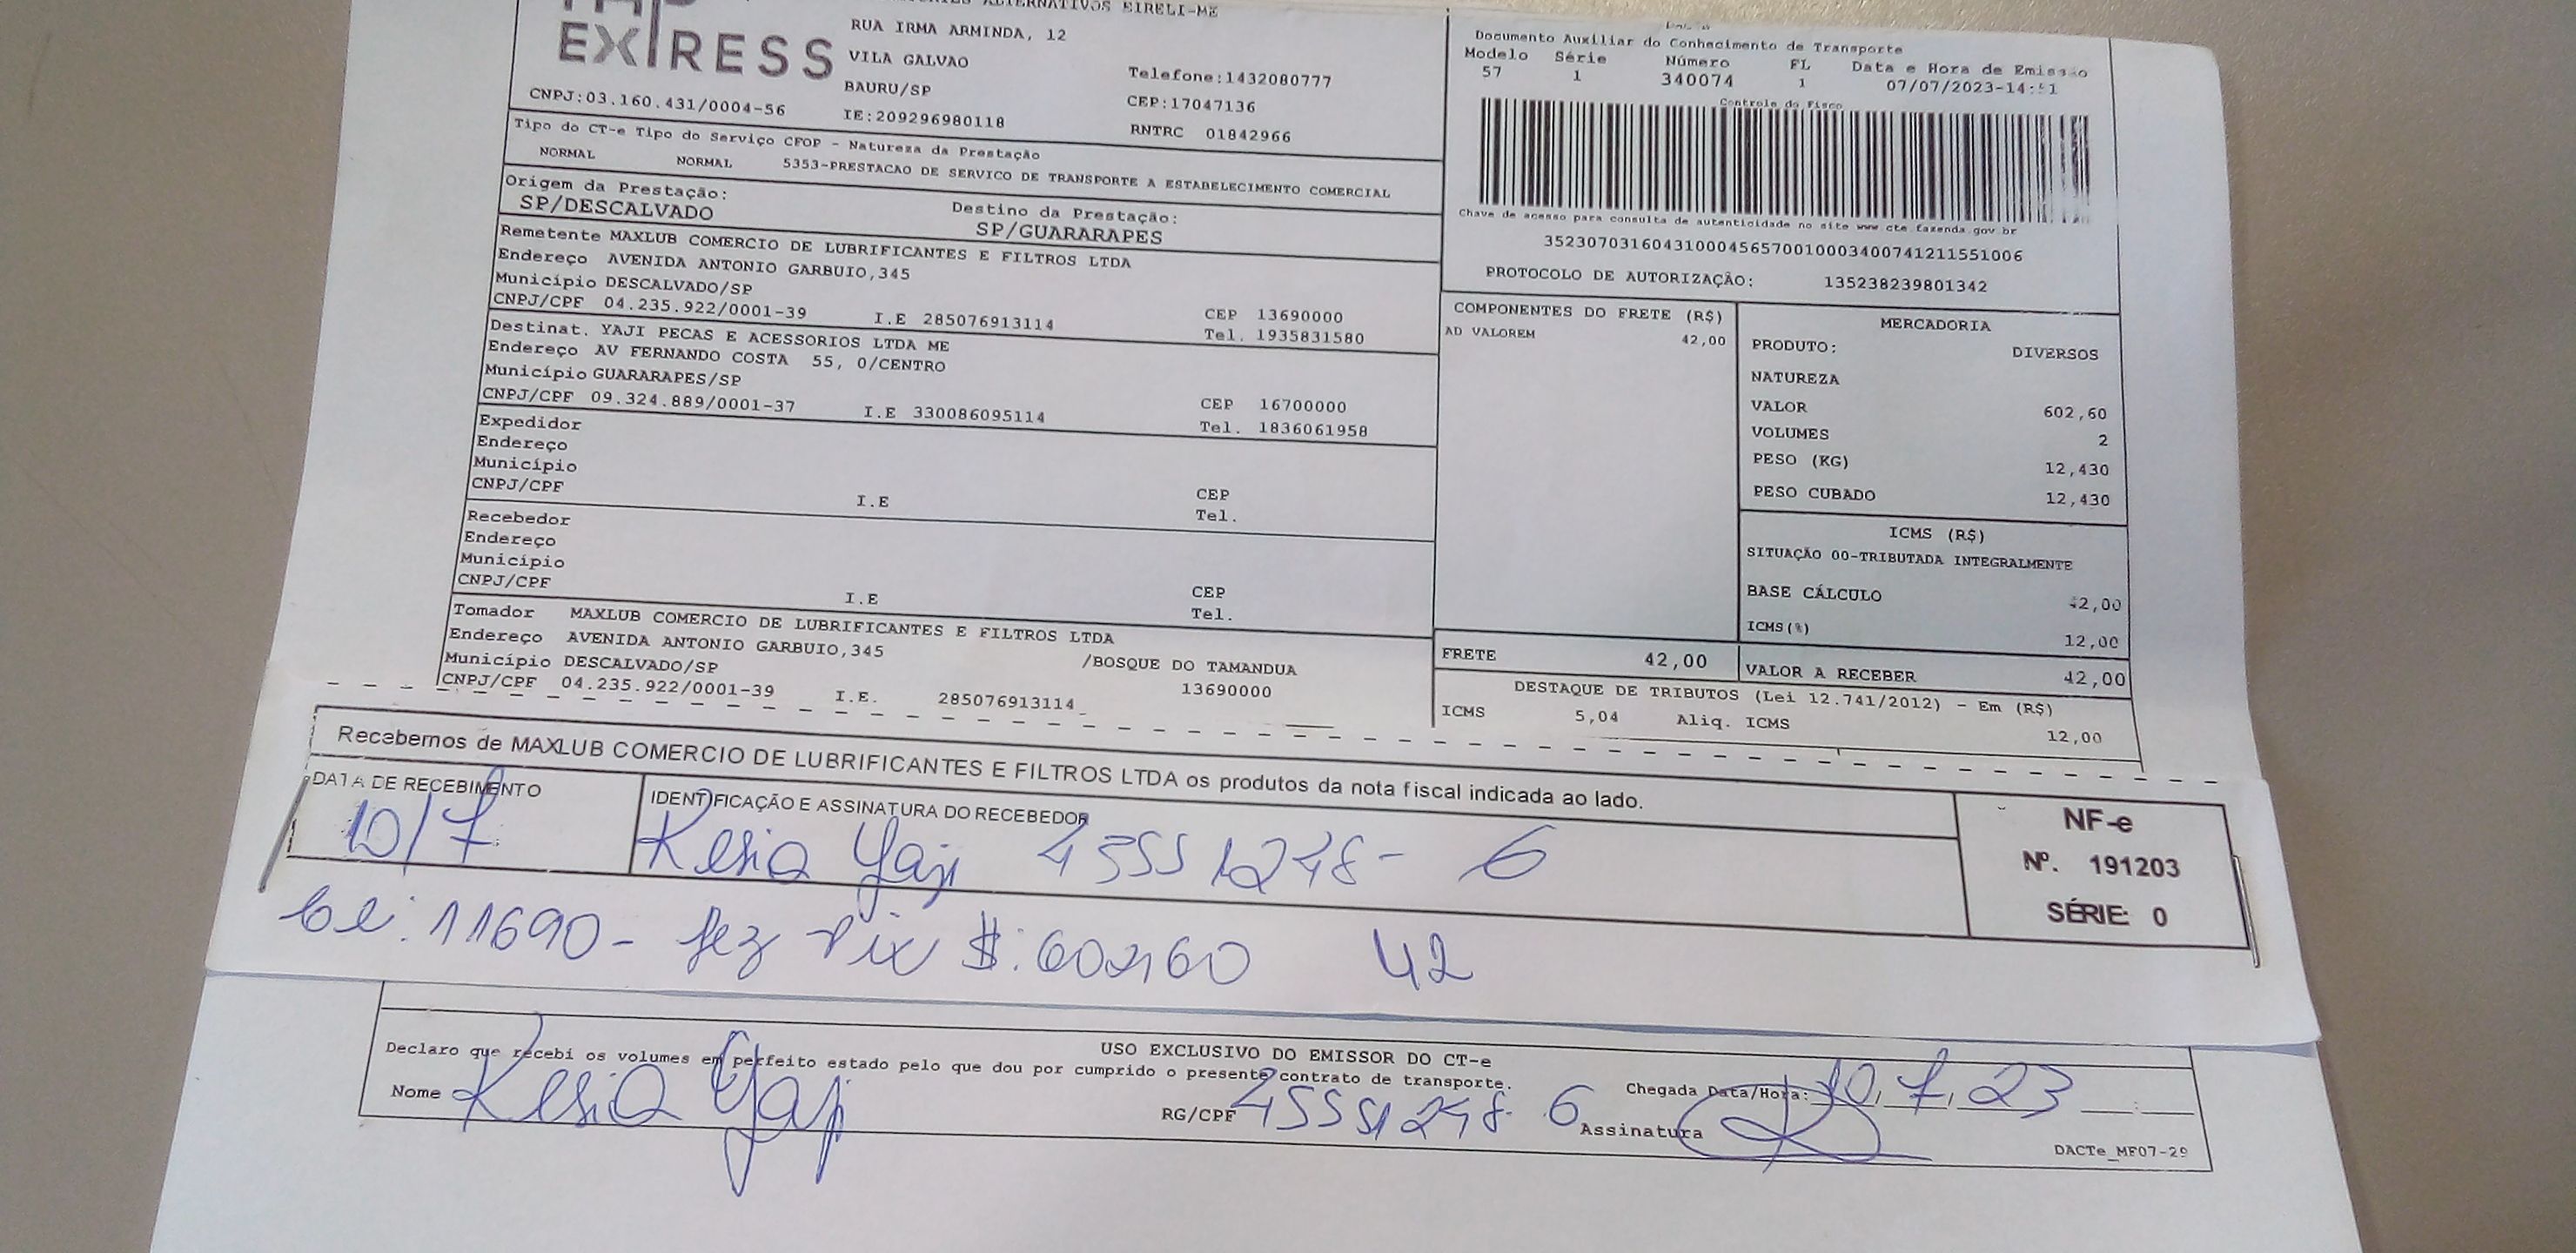 EXPRESS
ALTERNATIVOS EIRELI-ME
RUA IRMA ARMINDA, 12
VILA GALVAO
BAURU/SP
Telefone:1432080777
CEP:17047136
CNPJ:03.160.431/0004-56
IE:209296980118
RNTRC 01842966
Documento Auxiliar do Conhecimento de Transporte
Modelo Série Número FL Data e Hora de Emissão
57 1 340074 1 07/07/2023-14:51
Controle do Fisco
Chave de acesso para consulta de autenticidade no site www.cte.fazenda.gov.br
35230703160431000456570010003400741211551006
PROTOCOLO DE AUTORIZAÇÃO: 135238239801342
Tipo do CT-e Tipo do Serviço CFOP - Natureza da Prestação
NORMAL NORMAL 5353-PRESTACAO DE SERVICO DE TRANSPORTE A ESTABELECIMENTO COMERCIAL
Origem da Prestação: Destino da Prestação:
SP/DESCALVADO SP/GUARARAPES
Remetente MAXLUB COMERCIO DE LUBRIFICANTES E FILTROS LTDA
Endereço AVENIDA ANTONIO GARBUIO,345
Município DESCALVADO/SP CEP 13690000
CNPJ/CPF 04.235.922/0001-39 I.E 285076913114 Tel. 1935831580
Destinat. YAJI PECAS E ACESSORIOS LTDA ME
Endereço AV FERNANDO COSTA 55, 0/CENTRO
Município GUARARAPES/SP CEP 16700000
CNPJ/CPF 09.324.889/0001-37 I.E 330086095114 Tel. 1836061958
Expedidor
Endereço
Município CEP
CNPJ/CPF I.E Tel.
Recebedor
Endereço
Município CEP
CNPJ/CPF I.E Tel.
Tomador MAXLUB COMERCIO DE LUBRIFICANTES E FILTROS LTDA
Endereço AVENIDA ANTONIO GARBUIO,345 /BOSQUE DO TAMANDUA
Município DESCALVADO/SP 13690000
CNPJ/CPF 04.235.922/0001-39 I.E. 285076913114
COMPONENTES DO FRETE (R$)
AD VALOREM 42,00
MERCADORIA
PRODUTO: DIVERSOS
NATUREZA
VALOR 602,60
VOLUMES 2
PESO (KG) 12,430
PESO CUBADO 12,430
ICMS (R$)
SITUAÇÃO 00-TRIBUTADA INTEGRALMENTE
BASE CÁLCULO 42,00
ICMS(%) 12,00
FRETE 42,00 VALOR A RECEBER 42,00
DESTAQUE DE TRIBUTOS (Lei 12.741/2012) - Em (R$)
ICMS 5,04 Aliq. ICMS 12,00
Recebemos de MAXLUB COMERCIO DE LUBRIFICANTES E FILTROS LTDA os produtos da nota fiscal indicada ao lado.
DATA DE RECEBIMENTO IDENTIFICAÇÃO E ASSINATURA DO RECEBEDOR
10/7 Kesia Yaji 45551248-6
NF-e
Nº. 191203
SÉRIE: 0
11690- fez Pix $:602,60 42
USO EXCLUSIVO DO EMISSOR DO CT-e
Declaro que recebi os volumes em perfeito estado pelo que dou por cumprido o presente contrato de transporte.
Nome Kesia Yaji RG/CPF 45551248-6 Chegada Data/Hora: 10, 7, 23
Assinatura
DACTe_MF07-29